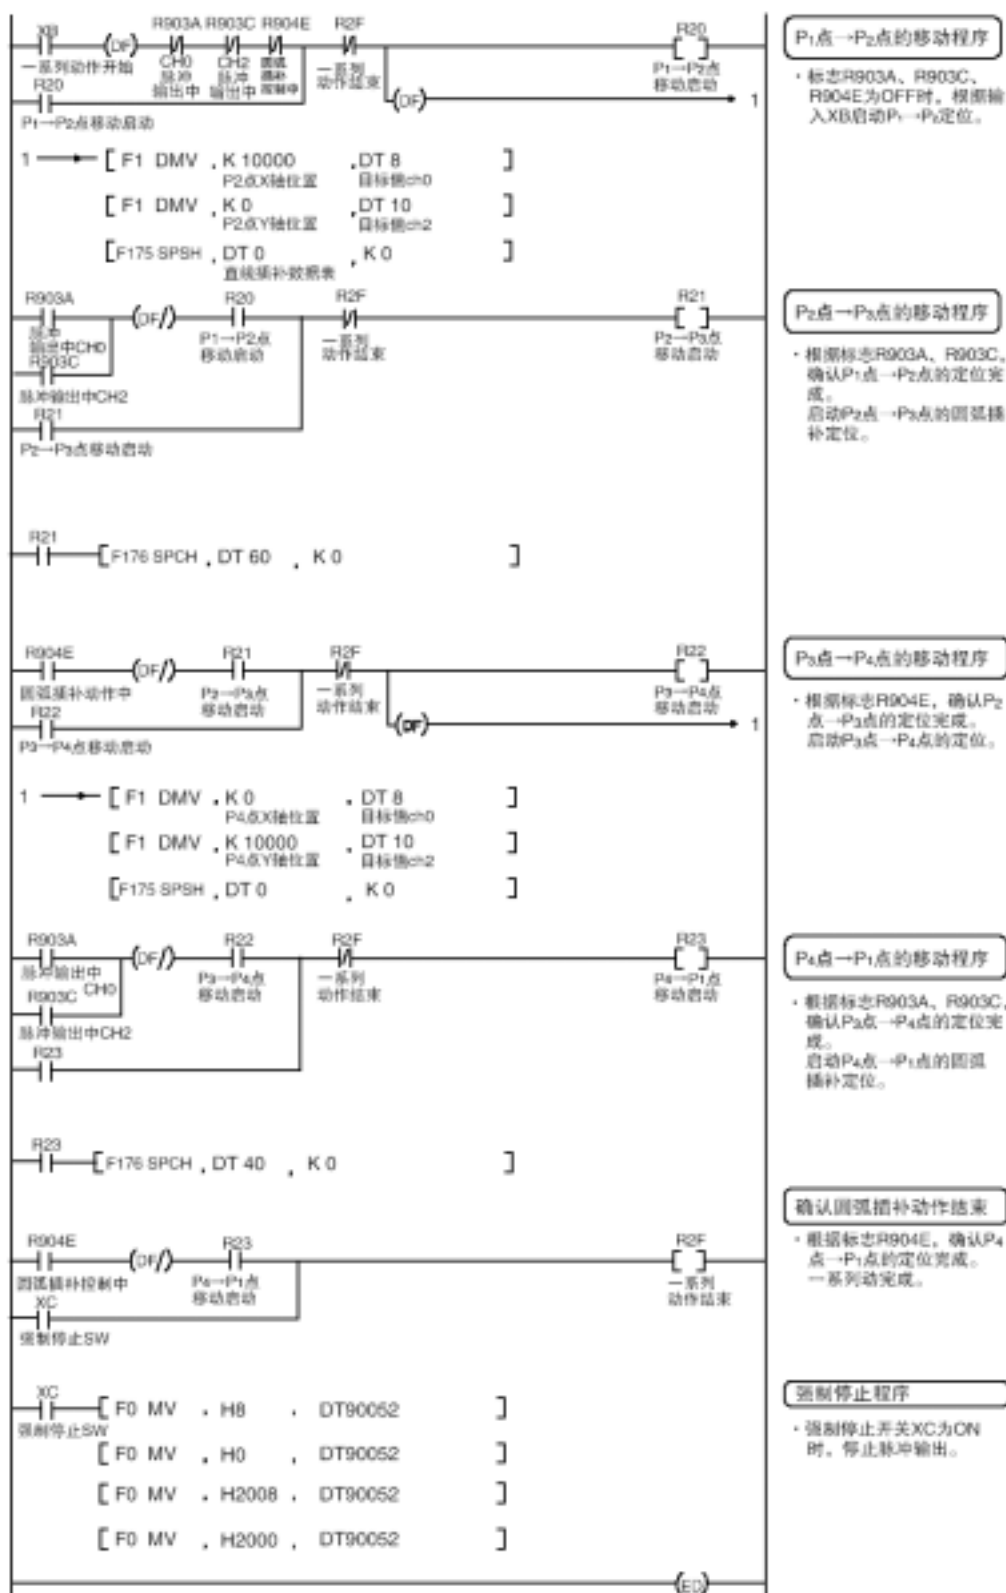 XB R903A R903C R904E R2F R20
(DF)
一系列动作开始 CH0 脉冲 输出中 CH2 脉冲 输出中 圆弧 插补 控制中 一系列 动作结束 P1→P2点 移动启动
R20 (DF) 1
P1→P2点移动启动
P1点→P2点的移动程序
·标志R903A、R903C、
R904E为OFF时，根据输
入XB启动P1→P2定位。
1 [ F1 DMV , K 10000 , DT 8 ]
P2点X轴位置 目标值ch0
[ F1 DMV , K 0 , DT 10 ]
P2点Y轴位置 目标值ch2
[F175 SPSH , DT 0 , K 0 ]
直线插补数据表
R903A (DF/) R20 R2F R21
脉冲 输出中CH0 P1→P2点 移动启动 一系列 动作结束 P2→P3点 移动启动
R903C
脉冲输出中CH2
R21
P2→P3点移动启动
P2点→P3点的移动程序
·根据标志R903A、R903C,
确认P1点→P2点的定位完
成。
启动P2点→P3点的圆弧插
补定位。
R21 [F176 SPCH , DT 60 , K 0 ]
R904E (DF/) R21 R2F R22
圆弧插补动作中 P2→P3点 移动启动 一系列 动作结束 P3→P4点 移动启动
R22 (DF) 1
P3→P4点移动启动
P3点→P4点的移动程序
·根据标志R904E，确认P2
点→P3点的定位完成。
启动P3点→P4点的定位。
1 [ F1 DMV , K 0 , DT 8 ]
P4点X轴位置 目标值ch0
[ F1 DMV , K 10000 , DT 10 ]
P4点Y轴位置 目标值ch2
[F175 SPSH , DT 0 , K 0 ]
R903A (DF/) R22 R2F R23
脉冲输出中 CH0 P3→P4点 移动启动 一系列 动作结束 P4→P1点 移动启动
R903C
脉冲输出中CH2
R23
P4点→P1点的移动程序
·根据标志R903A、R903C,
确认P3点→P4点的定位完
成。
启动P4点→P1点的圆弧
插补定位。
R23 [F176 SPCH , DT 40 , K 0 ]
R904E (DF/) R23 R2F
圆弧插补控制中 P4→P1点 移动启动 一系列 动作结束
XC
强制停止SW
确认圆弧插补动作结束
·根据标志R904E，确认P4
点→P1点的定位完成。
一系列动完成。
XC [ F0 MV , H8 , DT90052 ]
强制停止SW
[ F0 MV , H0 , DT90052 ]
[ F0 MV , H2008 , DT90052 ]
[ F0 MV , H2000 , DT90052 ]
强制停止程序
·强制停止开关XC为ON
时，停止脉冲输出。
(ED)